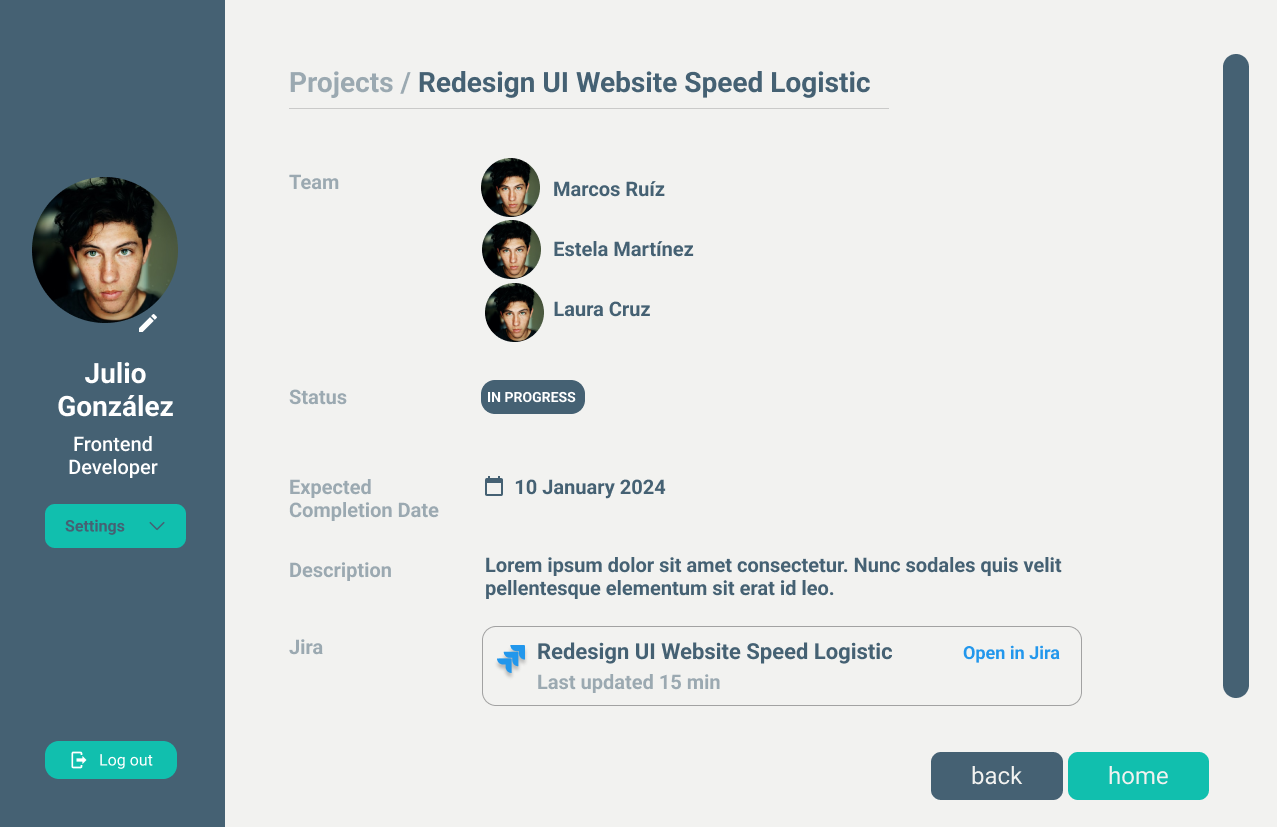 Julio
González
Frontend
Developer
Settings
Log out
Projects / Redesign UI Website Speed Logistic
Team
Marcos Ruíz
Estela Martínez
Laura Cruz
Status
IN PROGRESS
Expected
Completion Date
10 January 2024
Description
Lorem ipsum dolor sit amet consectetur. Nunc sodales quis velit
pellentesque elementum sit erat id leo.
Jira
Redesign UI Website Speed Logistic
Open in Jira
Last updated 15 min
back
home